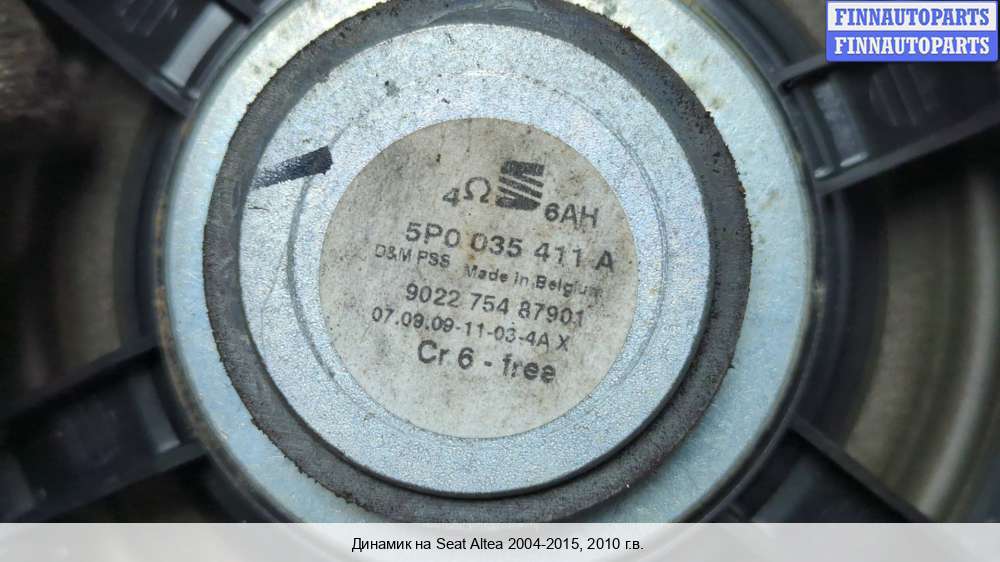 FINNAUTOPARTS
FINNAUTOPARTS
4Ω 6AH
5P0 035 411 A
D&M PSS Made in Belgium
9022 754 87901
07.09.09-11-03-4A X
Cr 6 - free
Динамик на Seat Altea 2004-2015, 2010 г.в.